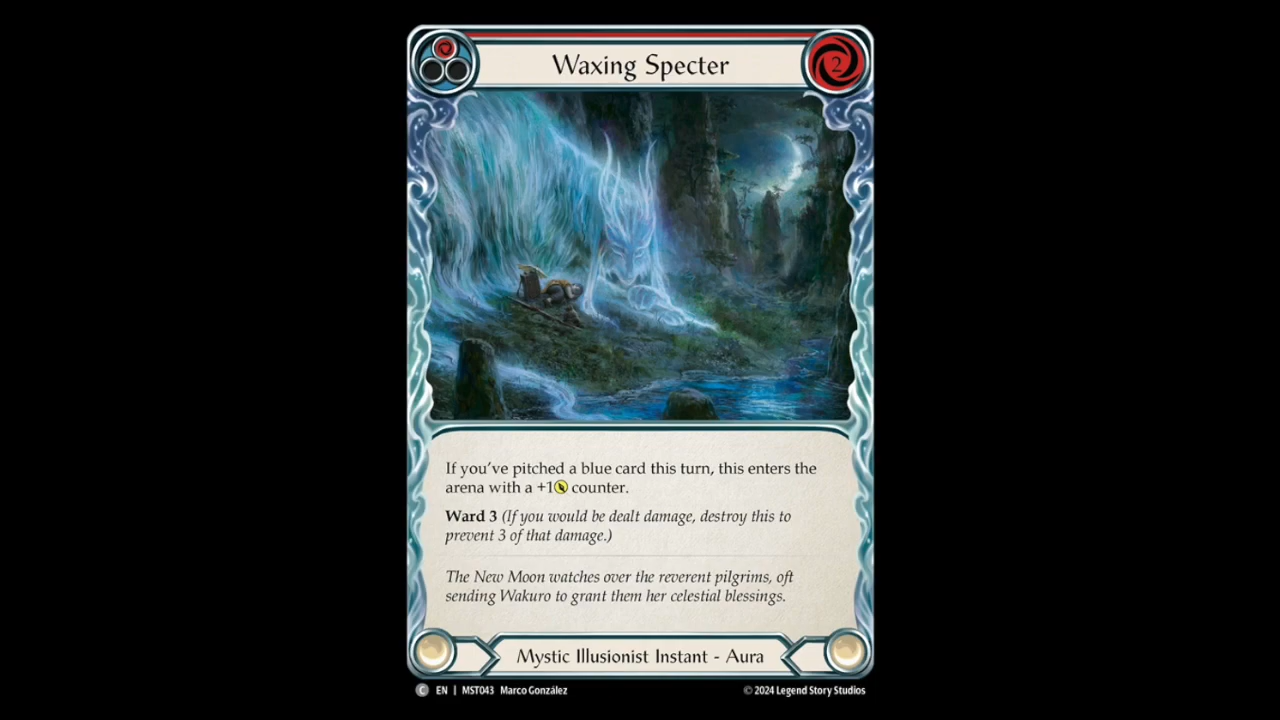 Waxing Specter
2
If you've pitched a blue card this turn, this enters the
arena with a +1 counter.
Ward 3 (If you would be dealt damage, destroy this to
prevent 3 of that damage.)
The New Moon watches over the reverent pilgrims, oft
sending Wakuro to grant them her celestial blessings.
Mystic Illusionist Instant - Aura
C EN | MST043 Marco González
© 2024 Legend Story Studios